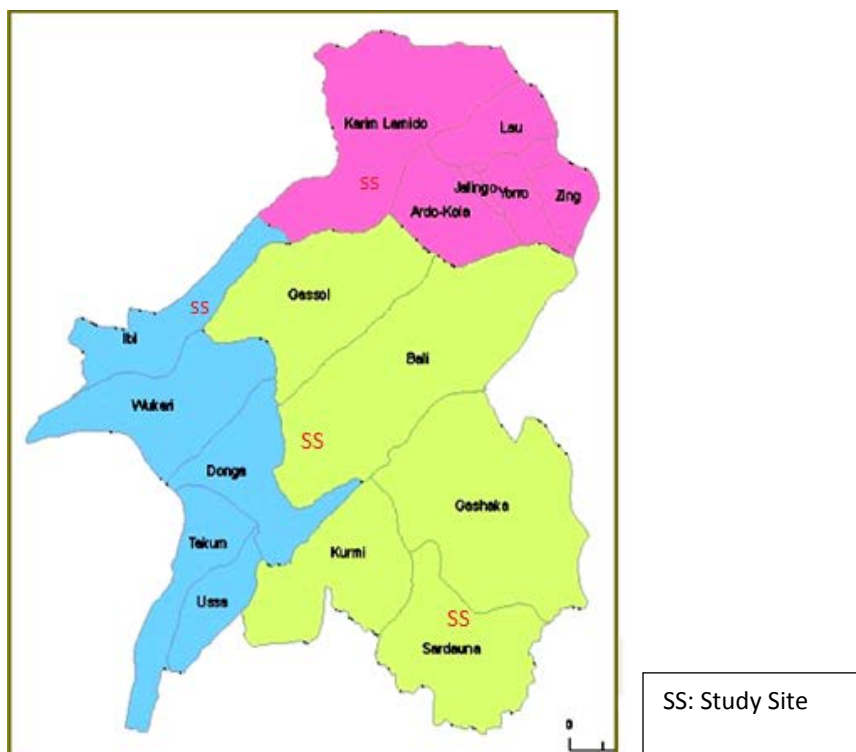 Karim Lamido
Lau
SS
Jalingo
Yorro
Zing
Ardo-Kola
Gassol
SS
Ibi
Bali
Wukari
SS
Donga
Gashaka
Takum
Kurmi
Ussa
SS
Sardauna
SS: Study Site
0